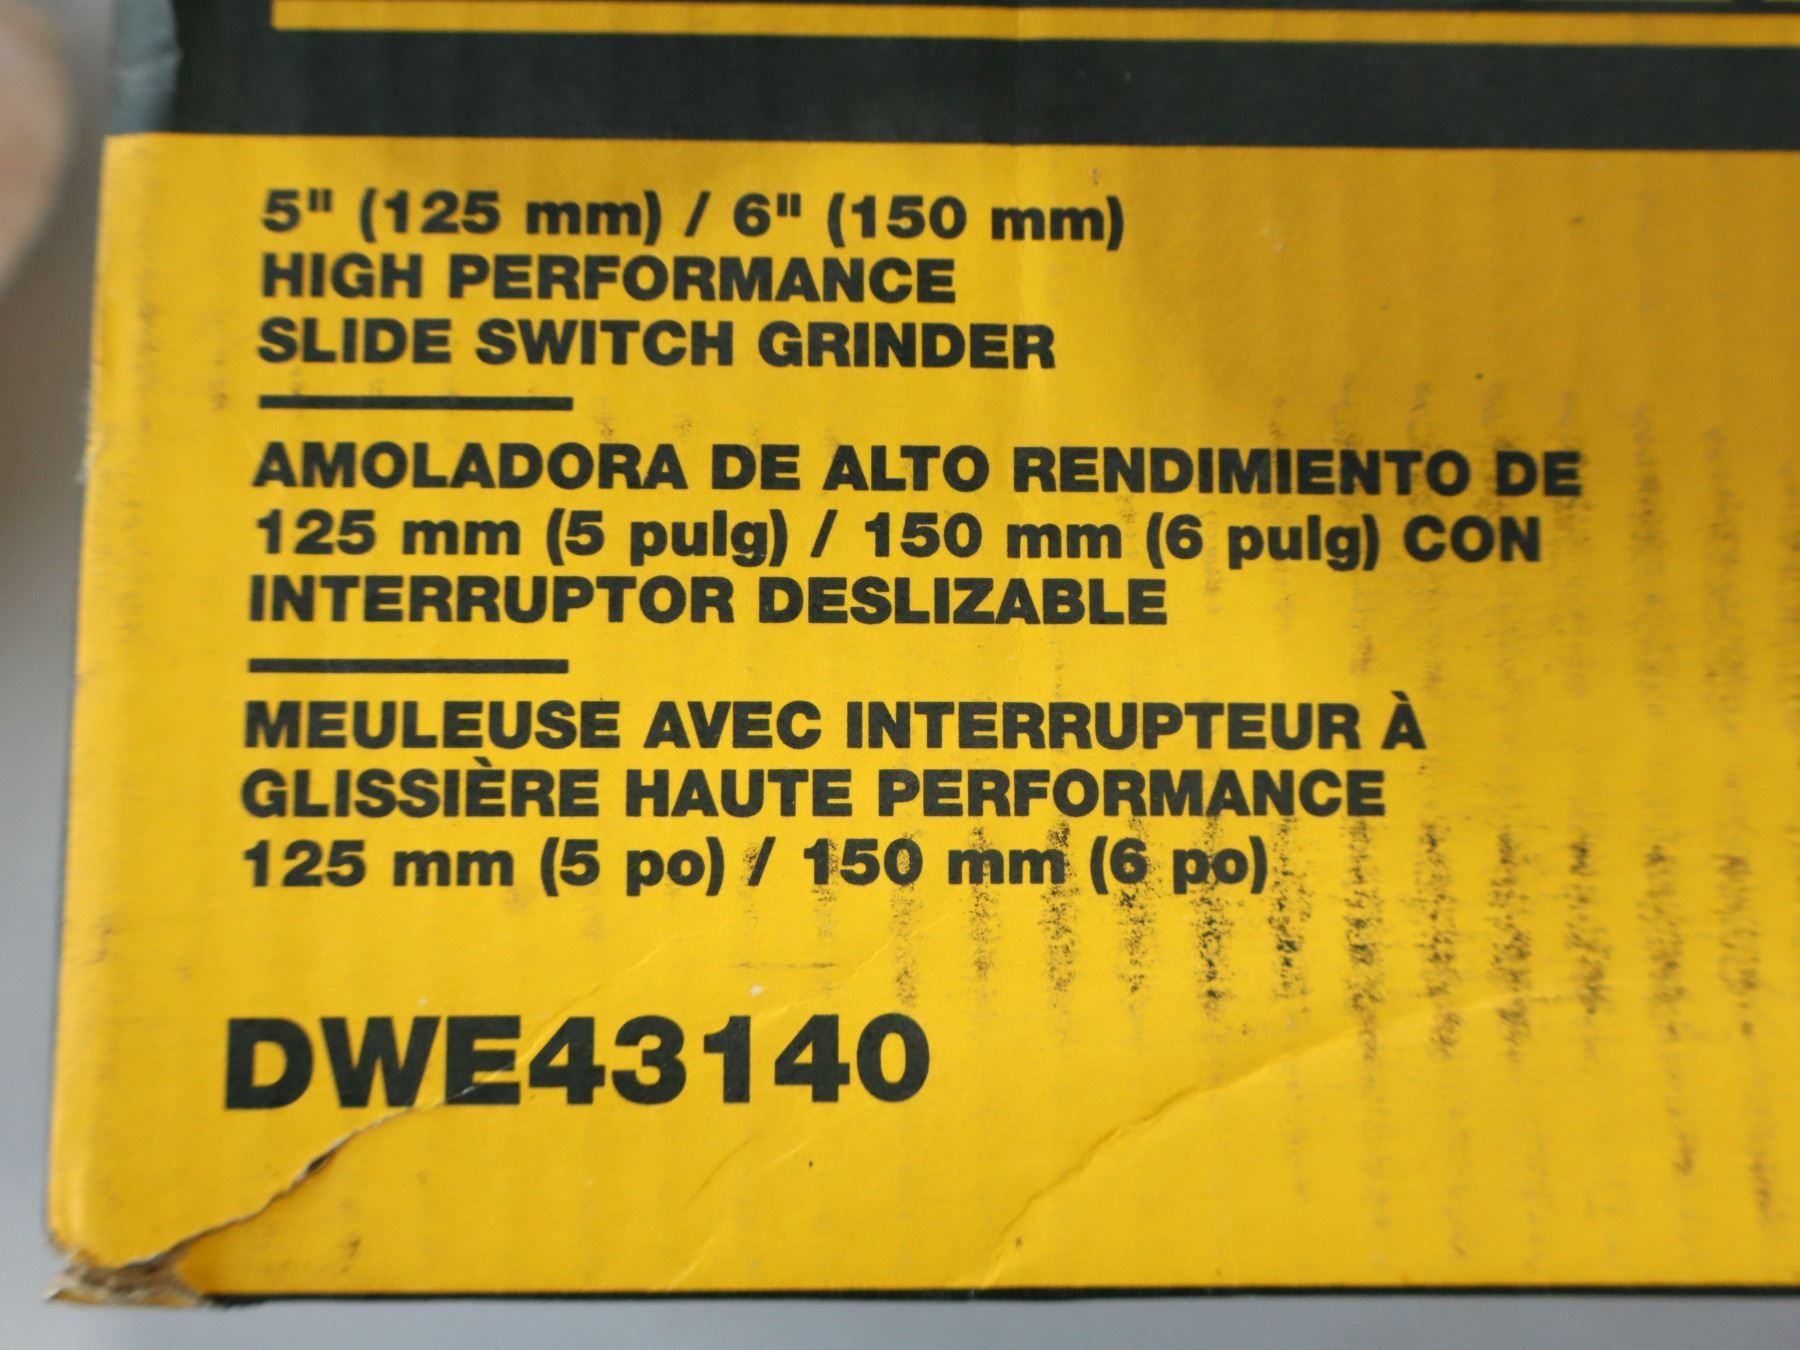 5" (125 mm) / 6" (150 mm)
HIGH PERFORMANCE
SLIDE SWITCH GRINDER
AMOLADORA DE ALTO RENDIMIENTO DE
125 mm (5 pulg) / 150 mm (6 pulg) CON
INTERRUPTOR DESLIZABLE
MEULEUSE AVEC INTERRUPTEUR À
GLISSIÈRE HAUTE PERFORMANCE
125 mm (5 po) / 150 mm (6 po)
DWE43140